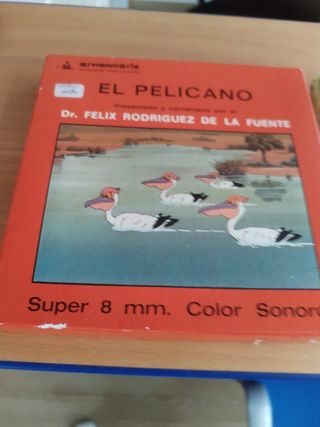 EL PELICANO
Presentado y comentado por el
Dr. FELIX RODRIGUEZ DE LA FUENTE
Super 8 mm. Color Sonoro